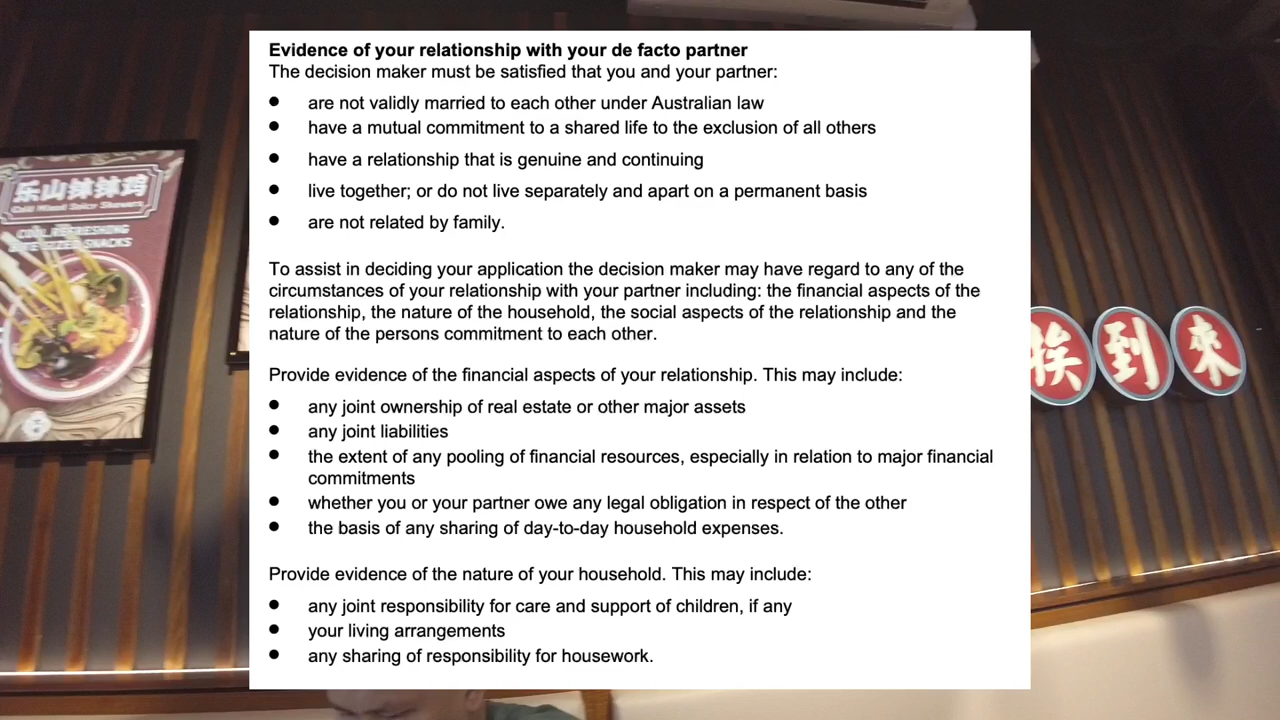 Evidence of your relationship with your de facto partner
The decision maker must be satisfied that you and your partner:
● are not validly married to each other under Australian law
● have a mutual commitment to a shared life to the exclusion of all others
● have a relationship that is genuine and continuing
● live together; or do not live separately and apart on a permanent basis
● are not related by family.
To assist in deciding your application the decision maker may have regard to any of the
circumstances of your relationship with your partner including: the financial aspects of the
relationship, the nature of the household, the social aspects of the relationship and the
nature of the persons commitment to each other.
Provide evidence of the financial aspects of your relationship. This may include:
● any joint ownership of real estate or other major assets
● any joint liabilities
● the extent of any pooling of financial resources, especially in relation to major financial
commitments
● whether you or your partner owe any legal obligation in respect of the other
● the basis of any sharing of day-to-day household expenses.
Provide evidence of the nature of your household. This may include:
● any joint responsibility for care and support of children, if any
● your living arrangements
● any sharing of responsibility for housework.
乐山钵钵鸡
COOL, REFRESHING
SNACKS
到
來